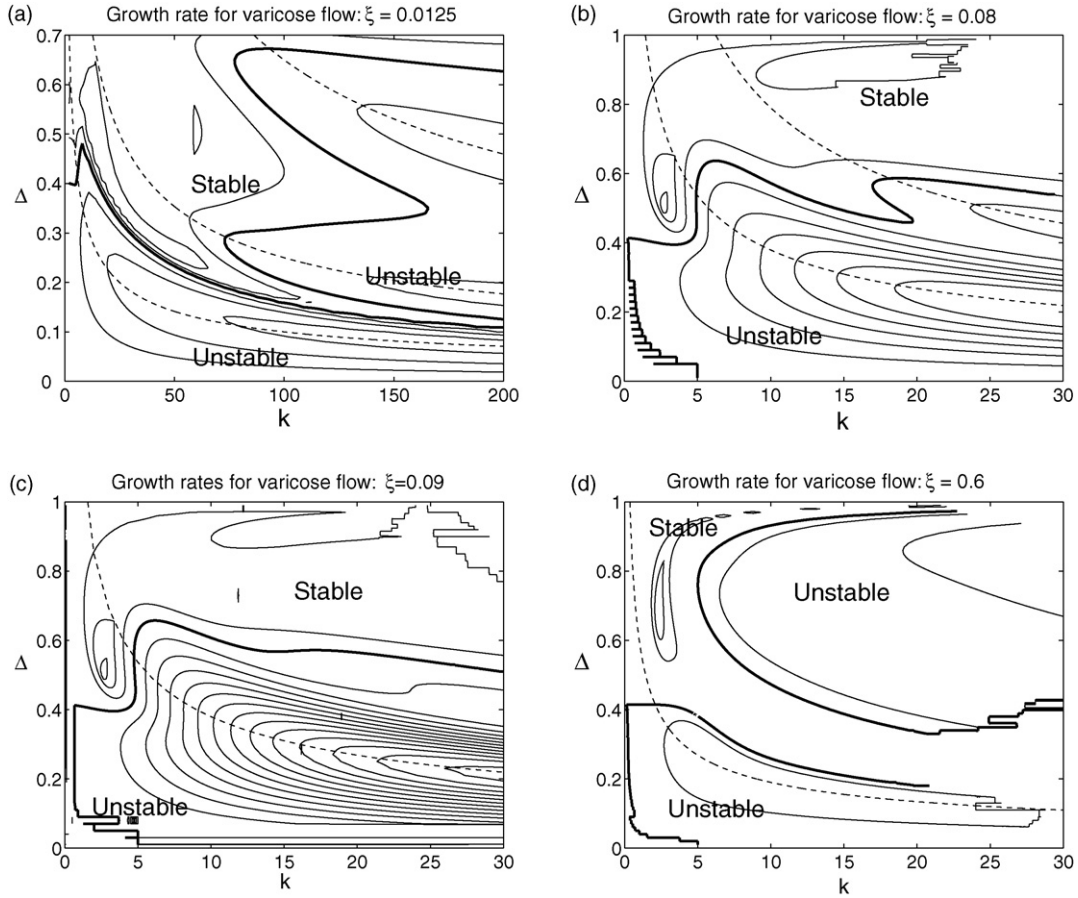 (a)
Growth rate for varicose flow: ξ = 0.0125
0.7
0.6
0.5
0.4
Δ
0.3
0.2
0.1
0
Stable
Unstable
Unstable
0
50
100
150
200
k
(b)
Growth rate for varicose flow: ξ = 0.08
1
0.8
0.6
Δ
0.4
0.2
0
Stable
Unstable
0
5
10
15
20
25
30
k
(c)
Growth rates for varicose flow: ξ=0.09
1
0.8
0.6
Δ
0.4
0.2
0
Stable
Unstable
0
5
10
15
20
25
30
k
(d)
Growth rate for varicose flow: ξ = 0.6
1
0.8
0.6
Δ
0.4
0.2
0
Stable
Unstable
Unstable
0
5
10
15
20
25
30
k